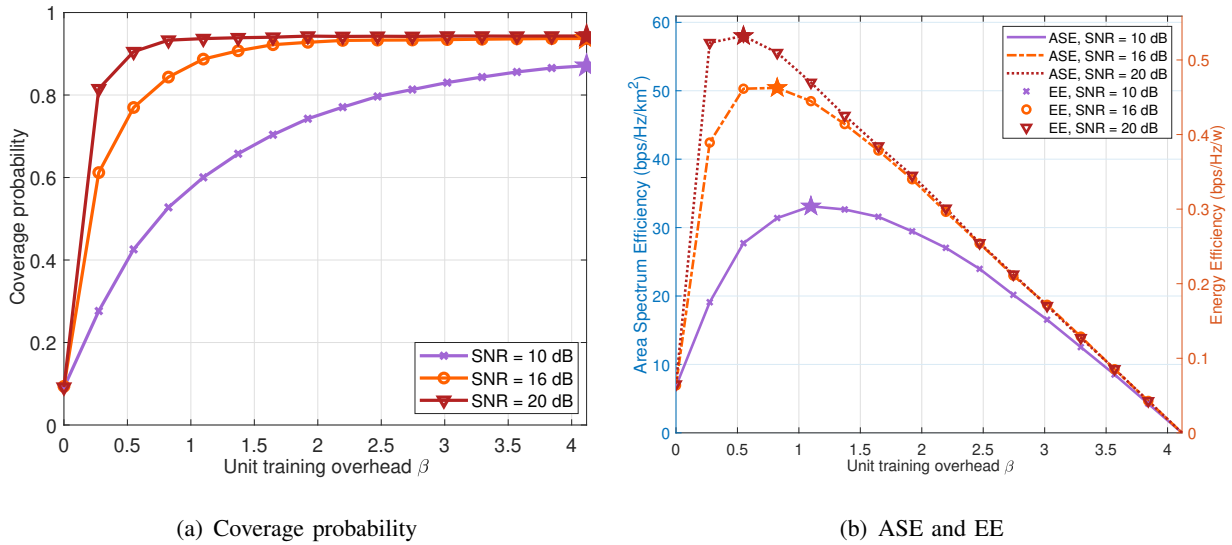 1
0.8
0.6
0.4
0.2
0
Coverage probability
0 0.5 1 1.5 2 2.5 3 3.5 4
Unit training overhead β
SNR = 10 dB
SNR = 16 dB
SNR = 20 dB
(a) Coverage probability
60
50
40
30
20
10
0
Area Spectrum Efficiency (bps/Hz/km²)
0 0.5 1 1.5 2 2.5 3 3.5 4
Unit training overhead β
ASE, SNR = 10 dB
ASE, SNR = 16 dB
ASE, SNR = 20 dB
EE, SNR = 10 dB
EE, SNR = 16 dB
EE, SNR = 20 dB
0.5
0.4
0.3
0.2
0.1
0
Energy Efficiency (bps/Hz/w)
(b) ASE and EE